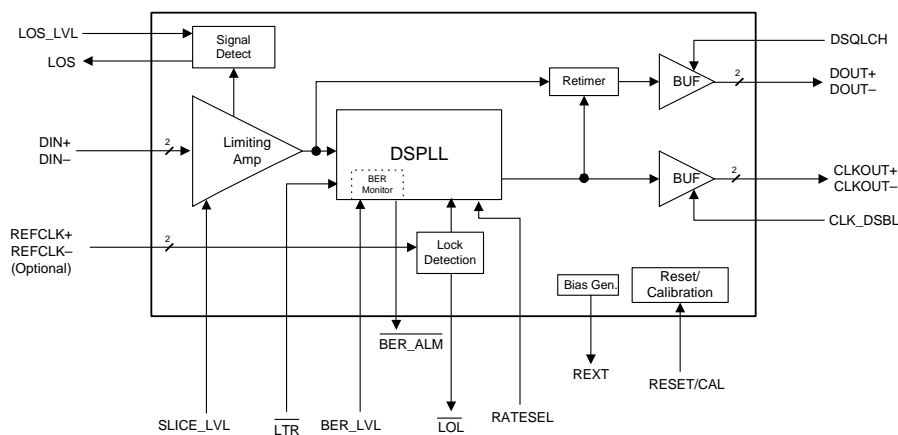 LOS_LVL
LOS
Signal
Detect
DSQLCH
Retimer
BUF
2
DOUT+
DOUT–
DIN+
DIN–
2
Limiting
Amp
DSPLL
BER
Monitor
BUF
2
CLKOUT+
CLKOUT–
CLK_DSBL
REFCLK+
REFCLK–
(Optional)
2
Lock
Detection
Bias Gen.
Reset/
Calibration
BER_ALM
REXT
RESET/CAL
SLICE_LVL
LTR
BER_LVL
LOL
RATESEL